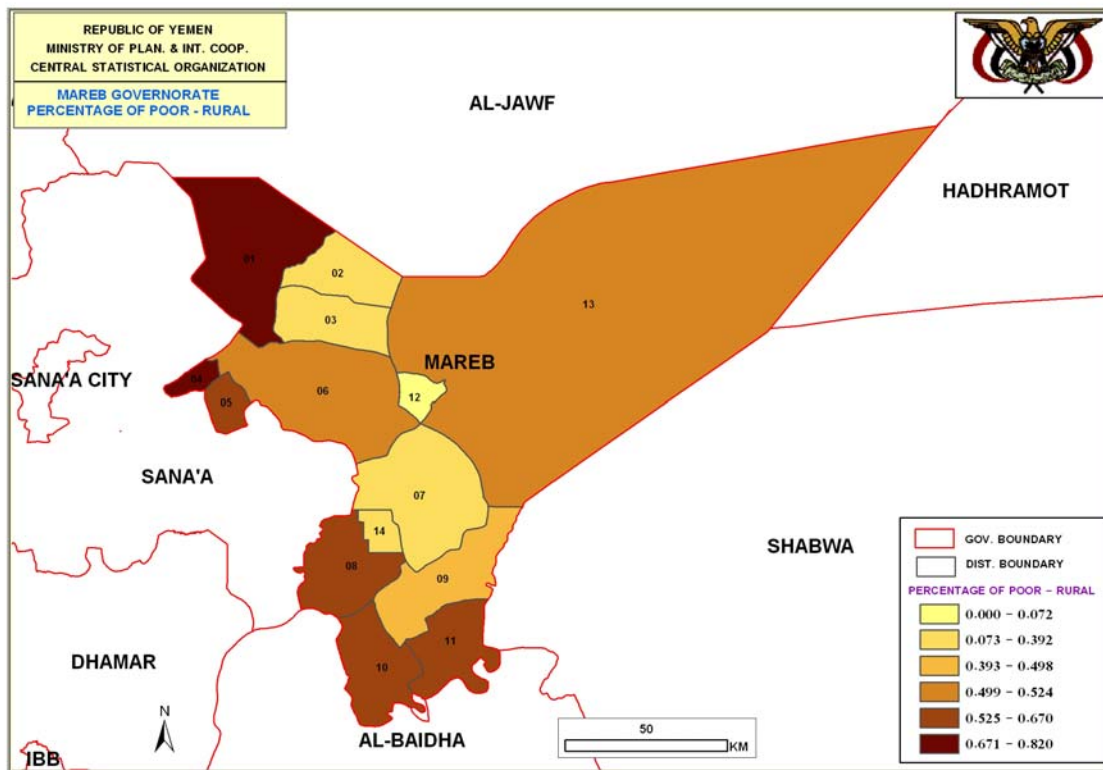 REPUBLIC OF YEMEN
MINISTRY OF PLAN. & INT. COOP.
CENTRAL STATISTICAL ORGANIZATION
MAREB GOVERNORATE
PERCENTAGE OF POOR - RURAL
AL-JAWF
HADHRAMOT
01
02
03
13
MAREB
SANA'A CITY
04
05
06
12
SANA'A
07
14
08
09
SHABWA
11
10
DHAMAR
N
AL-BAIDHA
IBB
50
KM
GOV. BOUNDARY
DIST. BOUNDARY
PERCENTAGE OF POOR – RURAL
0.000 – 0.072
0.073 – 0.392
0.393 – 0.498
0.499 – 0.524
0.525 – 0.670
0.671 – 0.820